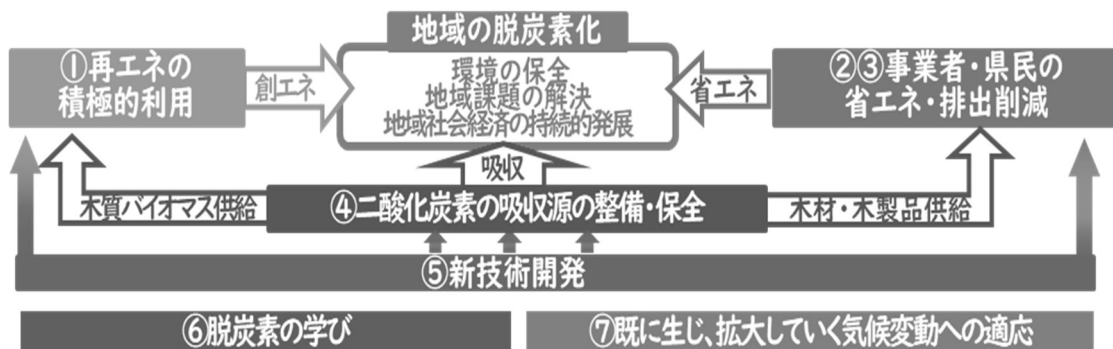 地域の脱炭素化
①再エネの
積極的利用
創エネ
環境の保全
地域課題の解決
地域社会経済の持続的発展
省エネ
②③事業者・県民の
省エネ・排出削減
吸収
木質バイオマス供給
④二酸化炭素の吸収源の整備・保全
木材・木製品供給
⑤新技術開発
⑥脱炭素の学び
⑦既に生じ、拡大していく気候変動への適応